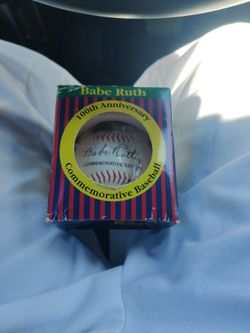 Babe Ruth
100th Anniversary
Babe Ruth
COMMEMORATIVE
Commemorative Baseball